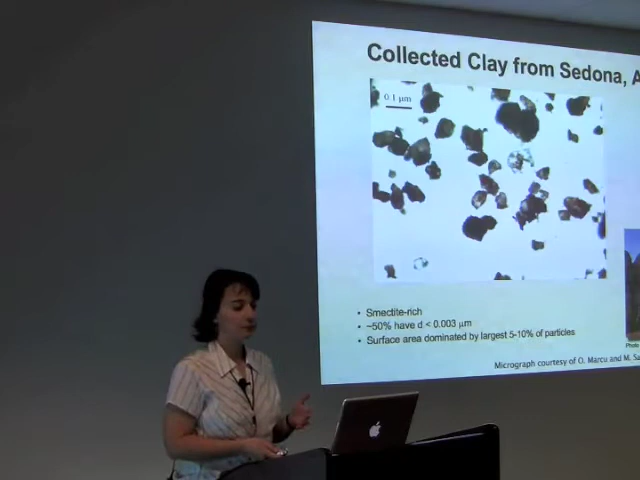 Collected Clay from Sedona, A
0.1 µm
• Smectite-rich
• ~50% have d < 0.003 µm
• Surface area dominated by largest 5-10% of particles
Photo
Micrograph courtesy of O. Marcu and M. Sa